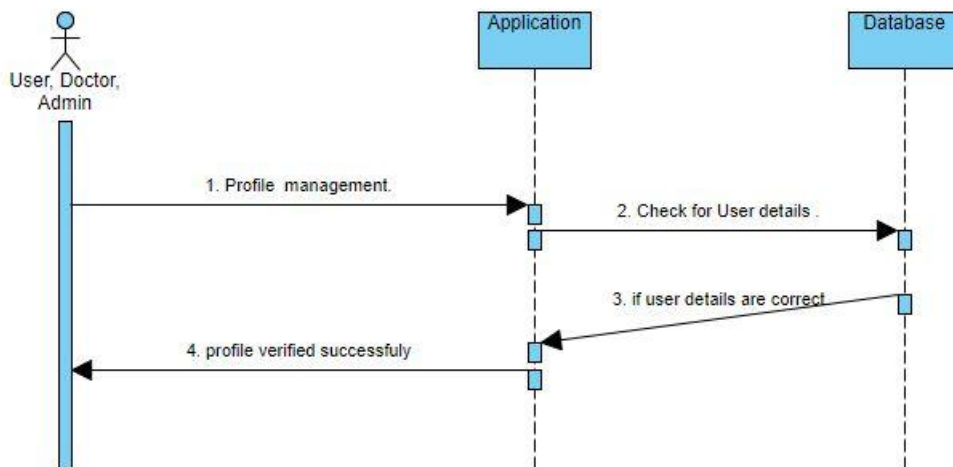 Application
Database
User, Doctor,
Admin
1. Profile management.
2. Check for User details .
3. if user details are correct
4. profile verified successfuly